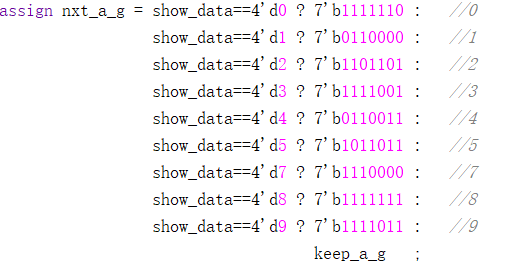 assign nxt_a_g = show_data==4'd0 ? 7'b1111110 :   //0
                 show_data==4'd1 ? 7'b0110000 :   //1
                 show_data==4'd2 ? 7'b1101101 :   //2
                 show_data==4'd3 ? 7'b1111001 :   //3
                 show_data==4'd4 ? 7'b0110011 :   //4
                 show_data==4'd5 ? 7'b1011011 :   //5
                 show_data==4'd7 ? 7'b1110000 :   //7
                 show_data==4'd8 ? 7'b1111111 :   //8
                 show_data==4'd9 ? 7'b1111011 :   //9
                                   keep_a_g   ;